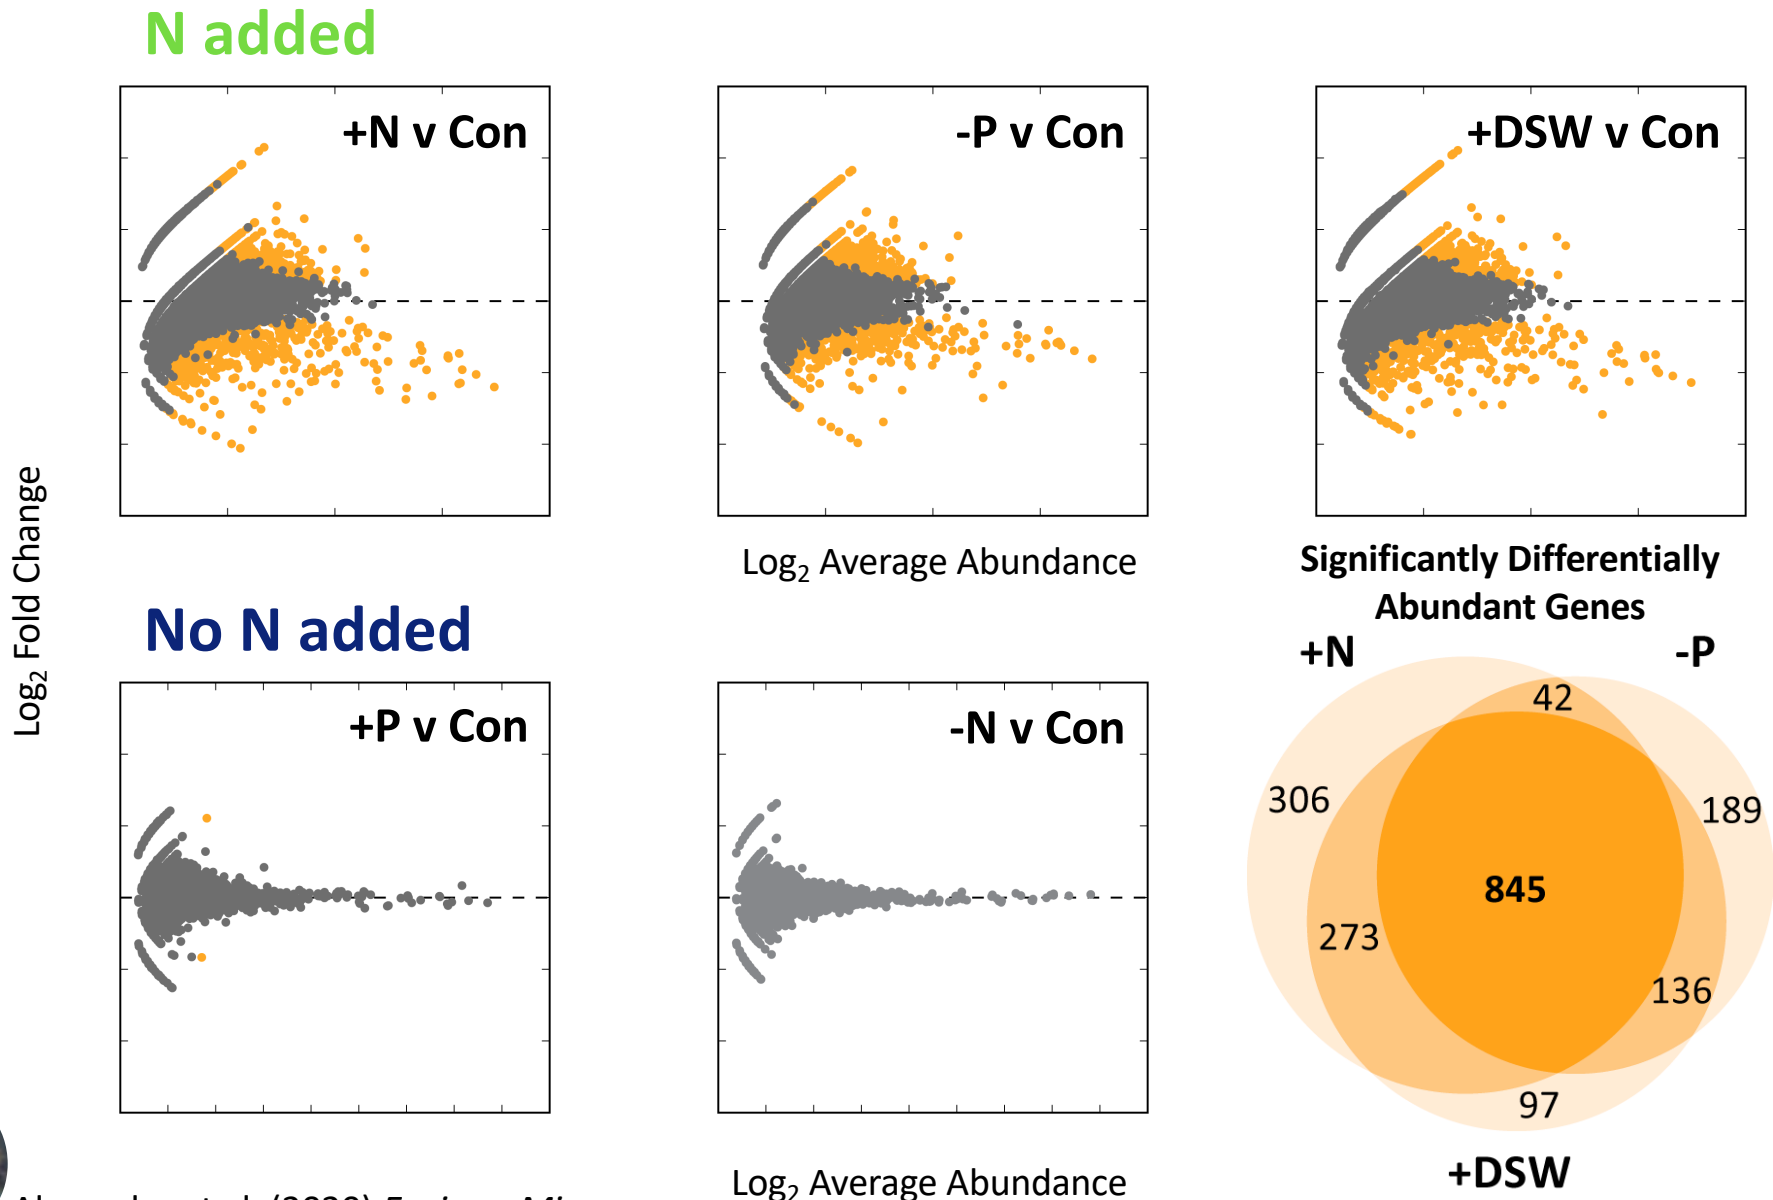 N added
+N v Con
-P v Con
+DSW v Con
Log₂ Fold Change
Log₂ Average Abundance
Significantly Differentially
Abundant Genes
No N added
+P v Con
-N v Con
+N
-P
42
306
189
845
273
136
97
+DSW
Log₂ Average Abundance
(2020)